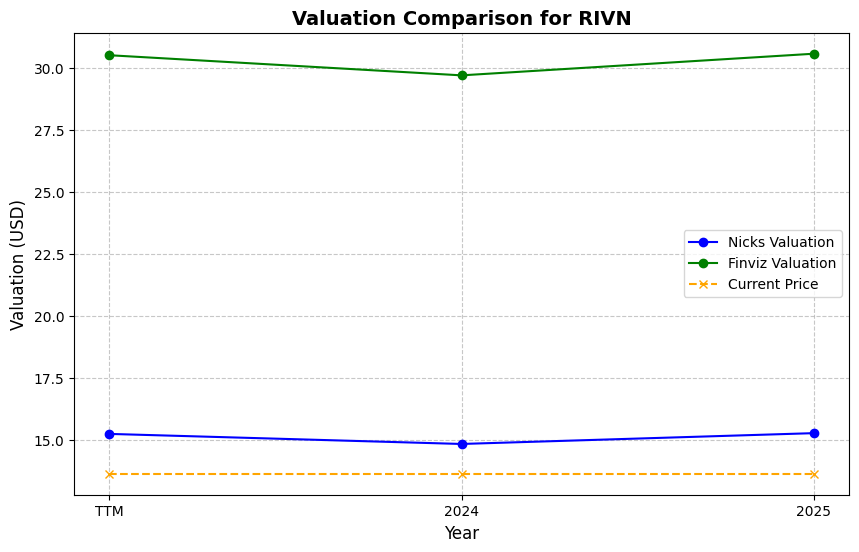 Valuation Comparison for RIVN
Valuation (USD)
30.0
27.5
25.0
22.5
20.0
17.5
15.0
Nicks Valuation
Finviz Valuation
Current Price
TTM
2024
2025
Year